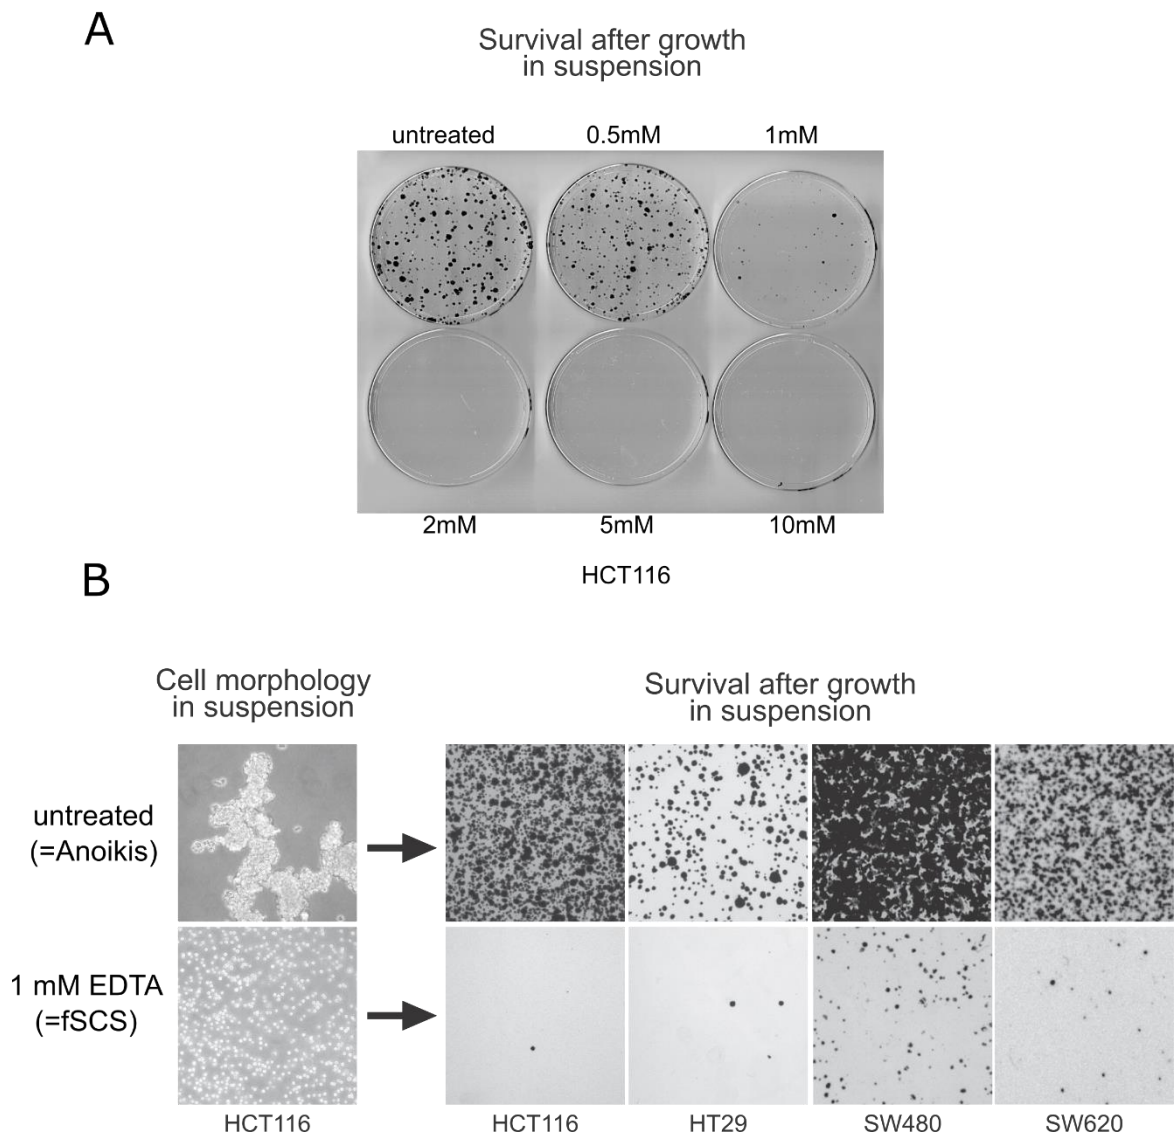 A
Survival after growth
in suspension
untreated
0.5mM
1mM
2mM
5mM
10mM
HCT116
B
Cell morphology
in suspension
Survival after growth
in suspension
untreated
(=Anoikis)
1 mM EDTA
(=fSCS)
HCT116
HCT116
HT29
SW480
SW620